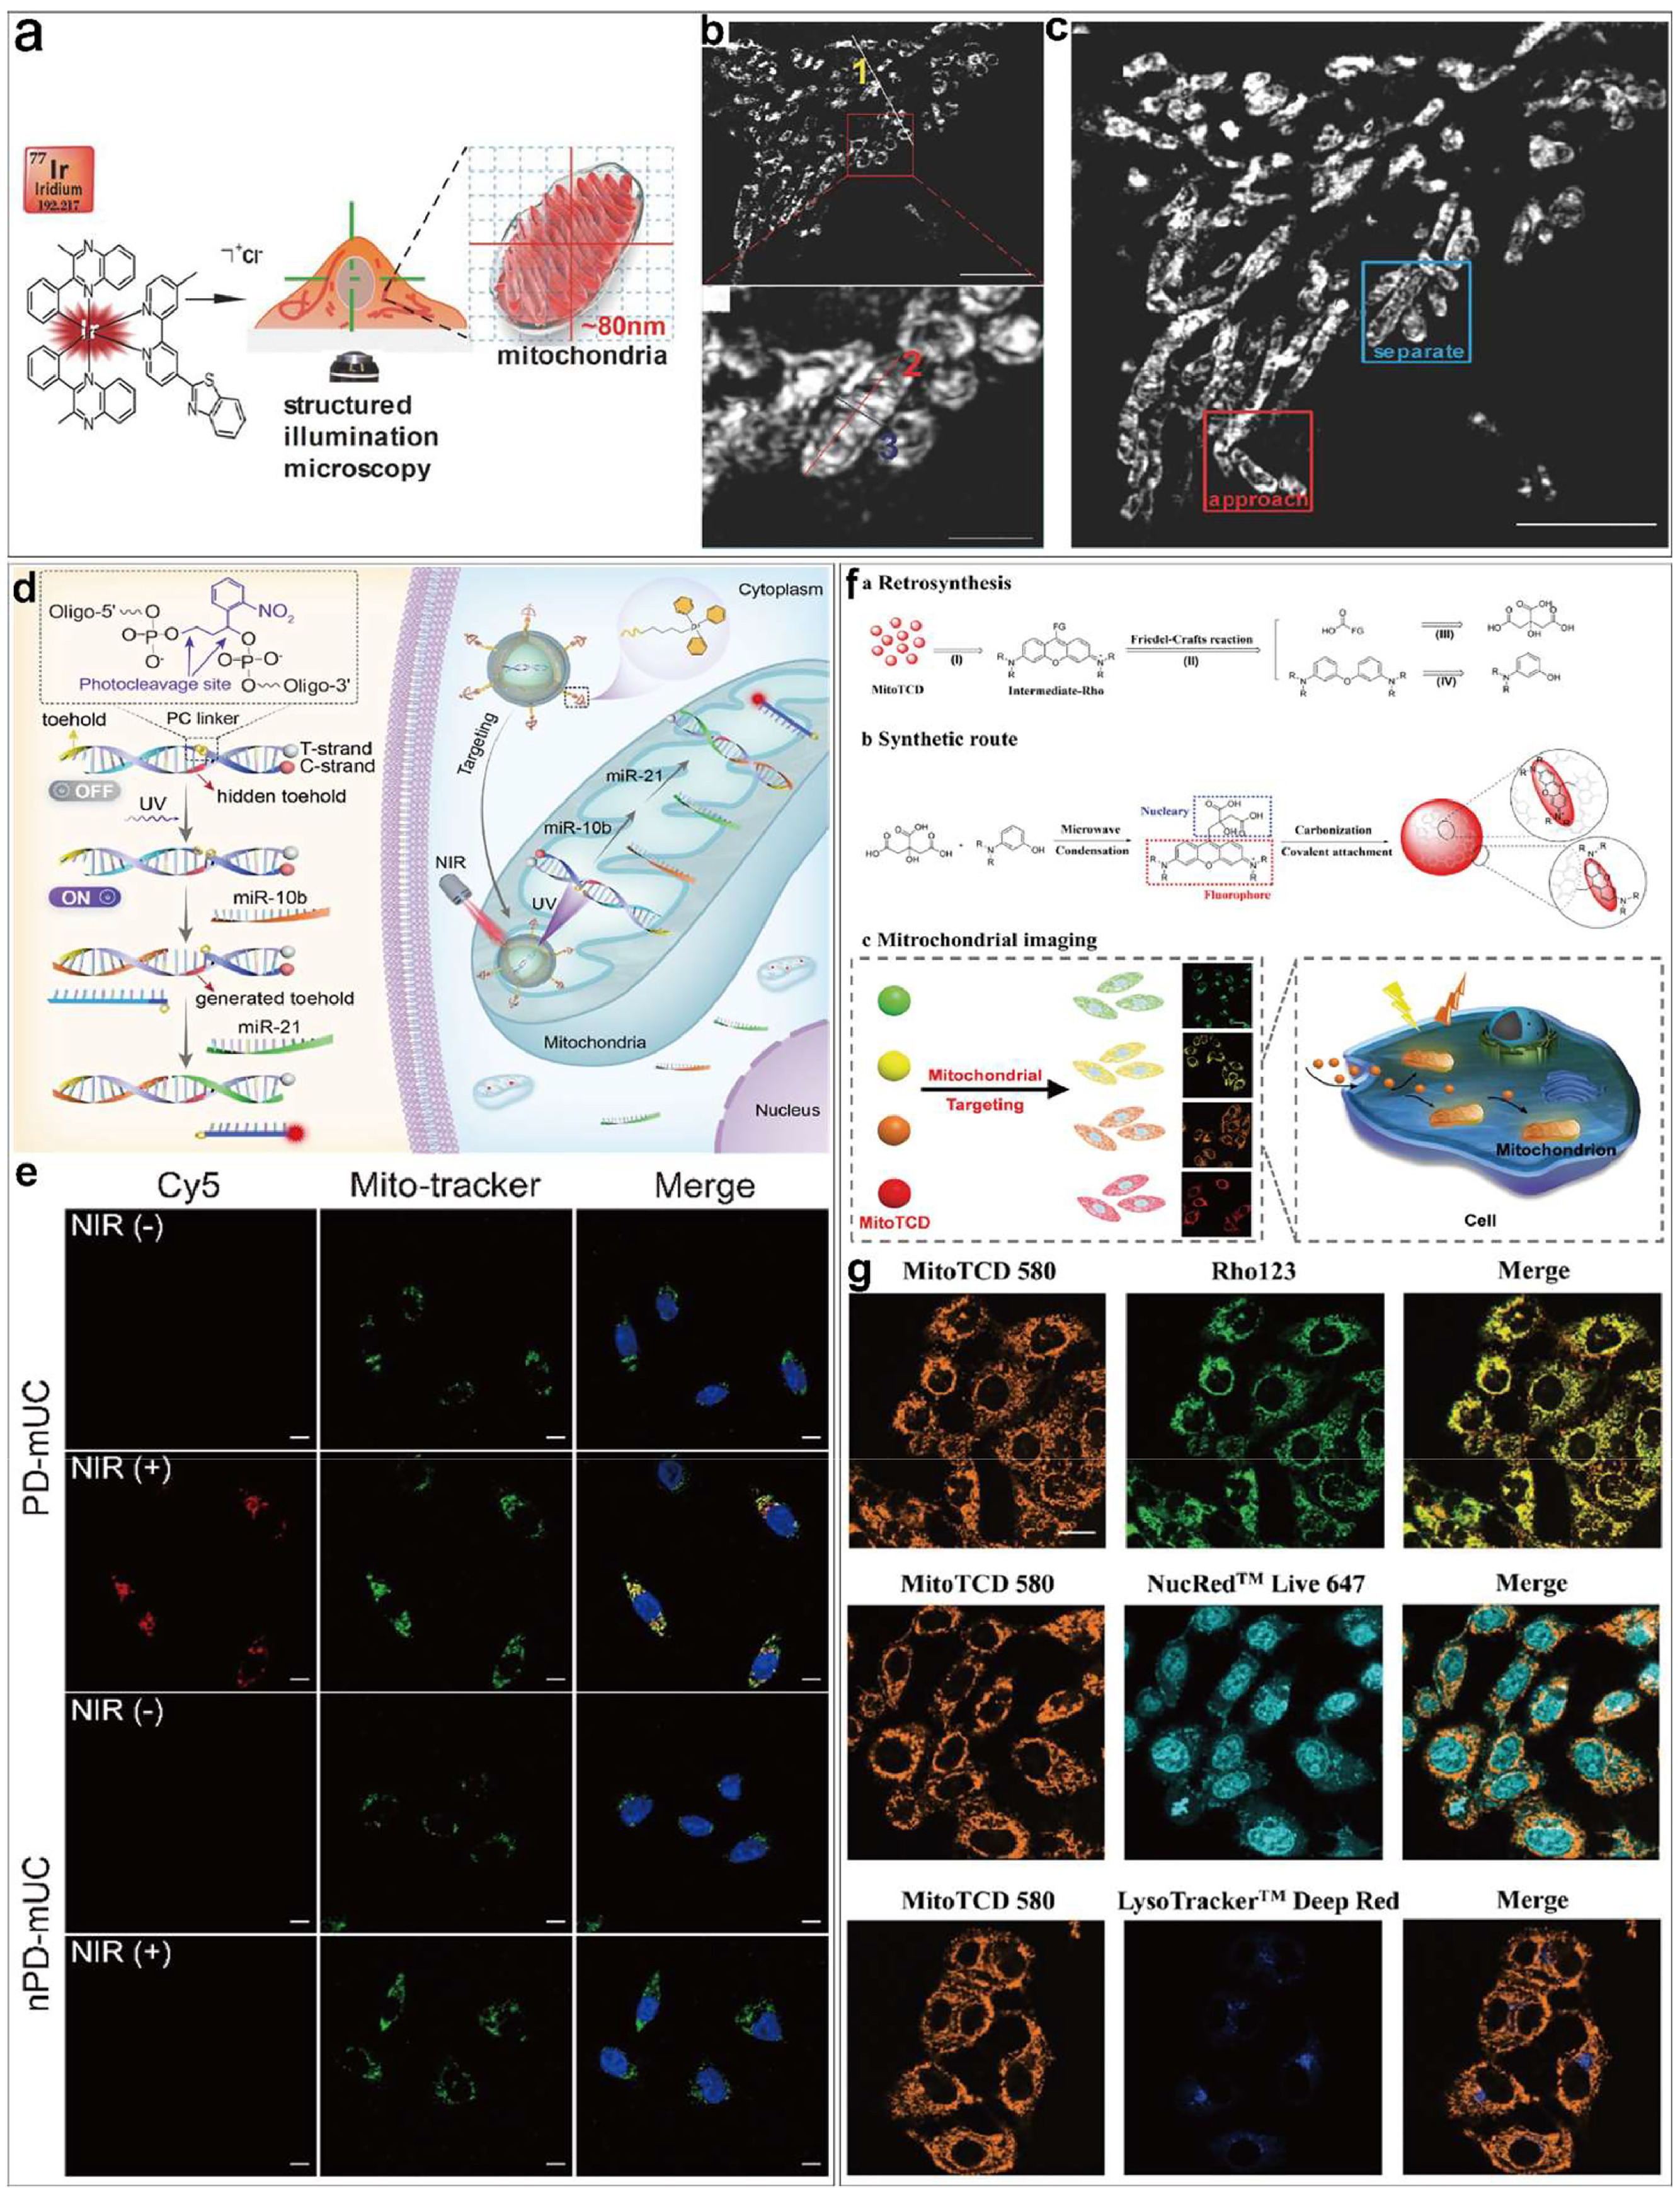 a
77
Ir
Iridium
192.217
Ir
N
N
N
N
N
N
N
S
⁺Cl⁻
structured
illumination
microscopy
~80nm
mitochondria
b
1
2
3
c
separate
approach
d
Oligo-5'
O
NO₂
O-P-O
O
O⁻
O-P-O⁻
Photocleavage site
O
Oligo-3'
toehold
PC linker
T-strand
C-strand
OFF
hidden toehold
UV
ON
miR-10b
generated toehold
miR-21
Cytoplasm
P⁺
Targeting
miR-21
miR-10b
NIR
UV
Mitochondria
Nucleus
e
Cy5
Mito-tracker
Merge
PD-mUC
NIR (-)
NIR (+)
nPD-mUC
NIR (-)
NIR (+)
f
a Retrosynthesis
MitoTCD
(I)
FG
Intermediate-Rho
Friedel-Crafts reaction
(II)
O
HO FG
(III)
(IV)
b Synthetic route
Microwave
Condensation
Nucleary
Fluorophore
Carbonization
Covalent attachment
c Mitrochondrial imaging
Mitochondrial
Targeting
MitoTCD
Mitochondrion
Cell
g
MitoTCD 580
Rho123
Merge
MitoTCD 580
NucRed™ Live 647
Merge
MitoTCD 580
LysoTracker™ Deep Red
Merge